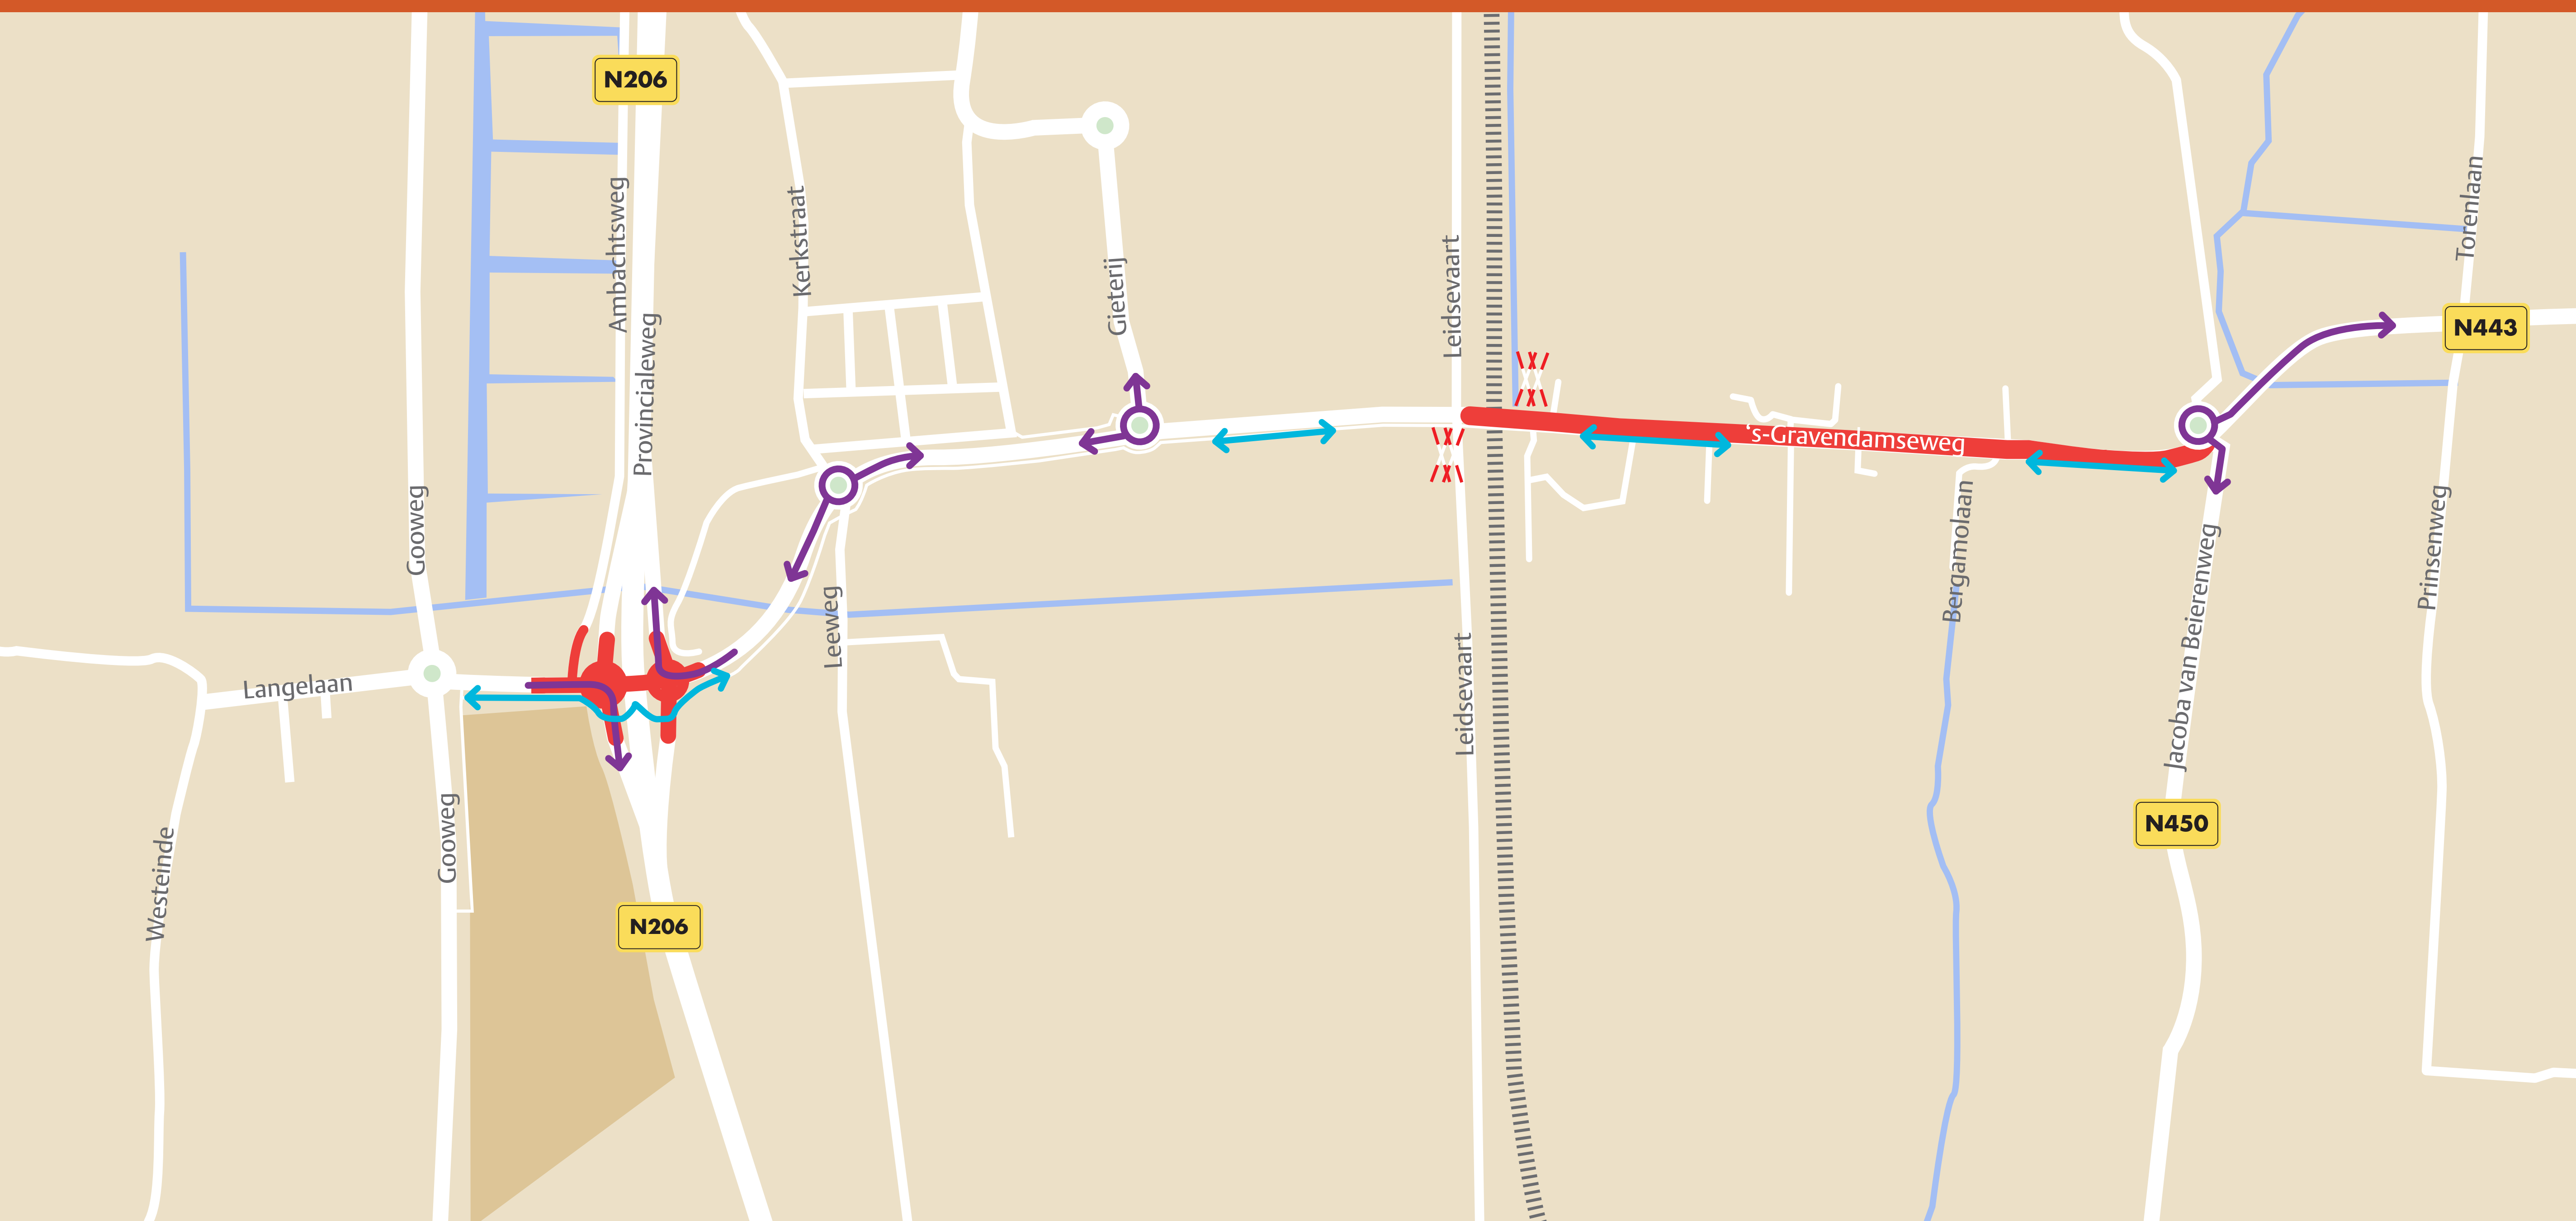 N206
Ambachtsweg
Kerkstraat
Torenlaan
Leidsevaart
Gieterij
Provincialeweg
N443
's-Gravendamseweg
Gooweg
Bergamolaan
Prinsenweg
Jacoba van Beierenweg
Leeweg
Leidsevaart
Langelaan
Gooweg
Westeinde
N450
N206